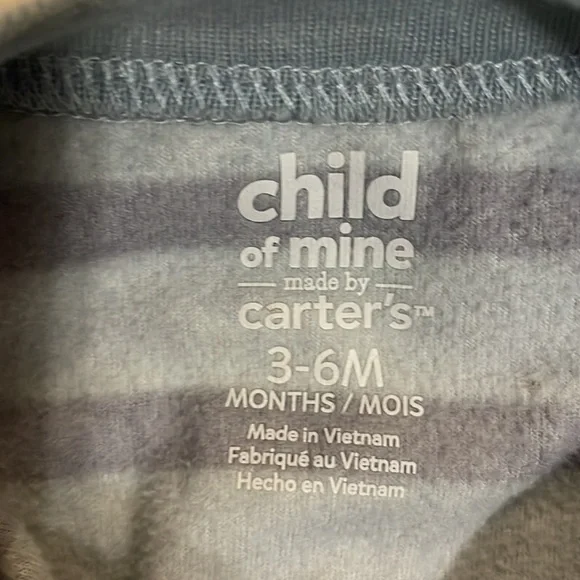 child
of mine
made by
carter's™
3-6M
MONTHS / MOIS
Made in Vietnam
Fabriqué au Vietnam
Hecho en Vietnam